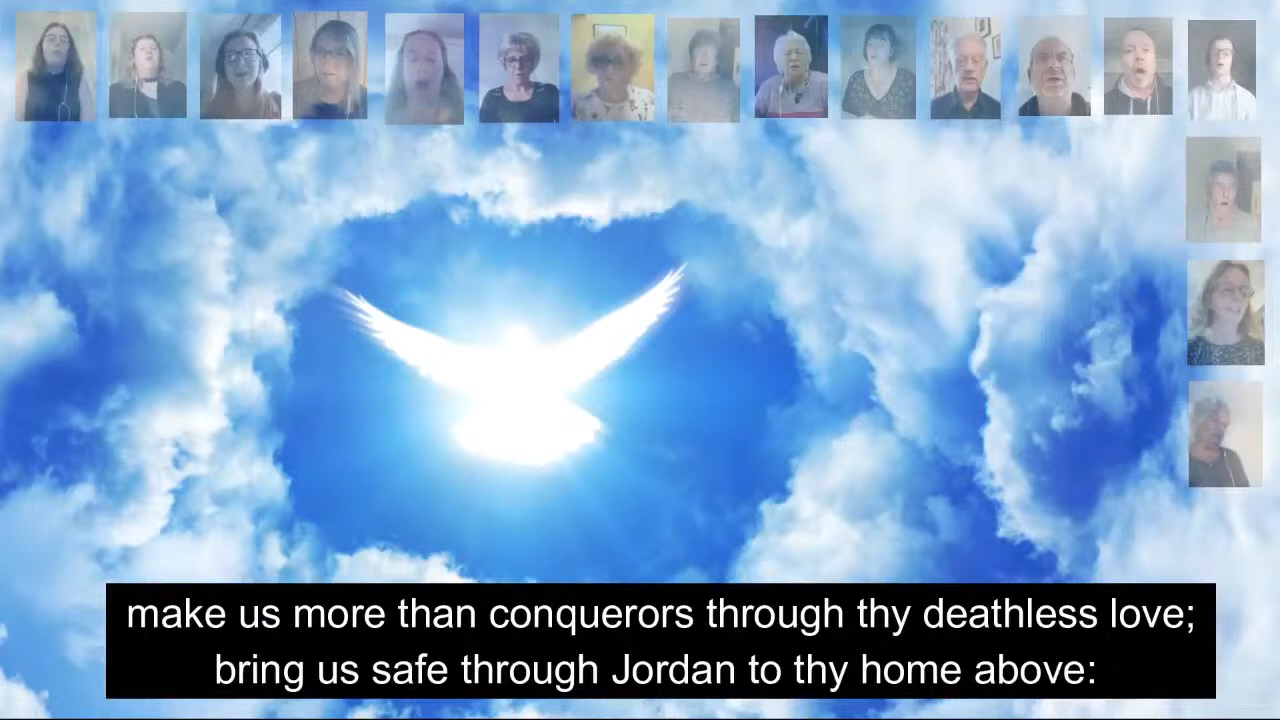 make us more than conquerors through thy deathless love;
bring us safe through Jordan to thy home above: